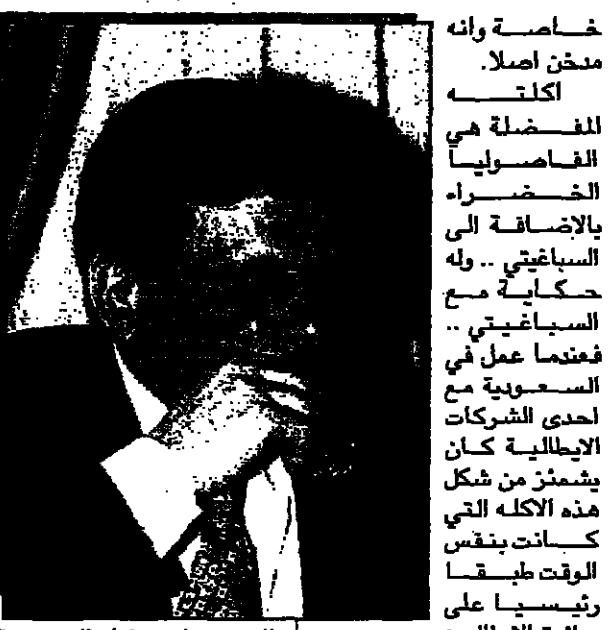 خاصة وانه
مدخن اصلا.
اكلته
المفضلة هي
الفاصوليا
الخضراء
بالاضافة الى
السباغيتي .. وله
حكاية مع
السباغيتي ..
فعندما عمل في
السعودية مع
احدى الشركات
الايطالية كان
يشمئز من شكل
هذه الاكله التي
كانت بنفس
الوقت طبقا
رئيسيا على